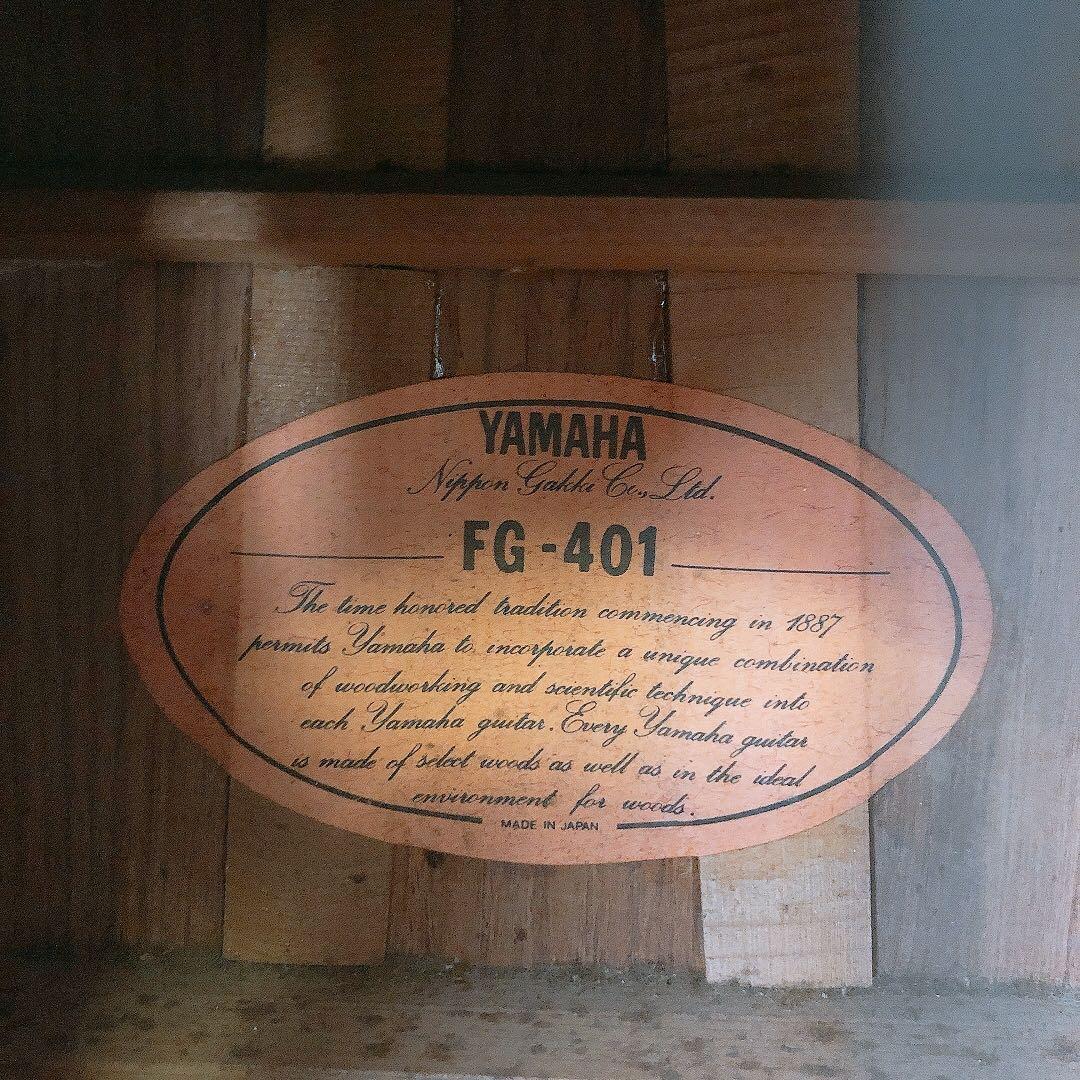 YAMAHA
Nippon Gakki Co., Ltd.
FG-401
The time honored tradition commencing in 1887
permits Yamaha to incorporate a unique combination
of woodworking and scientific technique into
each Yamaha guitar. Every Yamaha guitar
is made of select woods as well as in the ideal
environment for woods.
MADE IN JAPAN